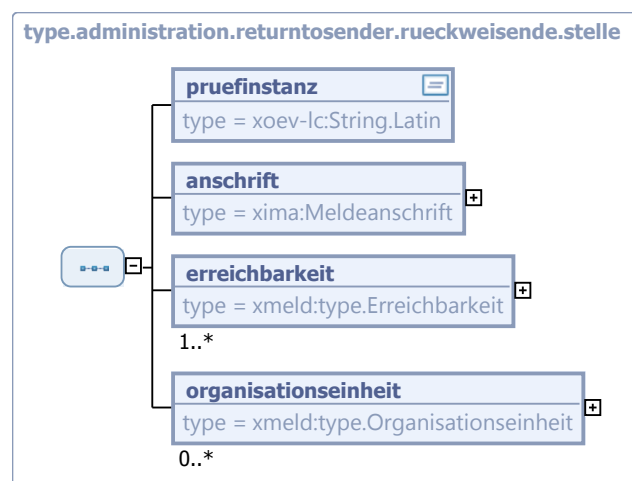 type.administration.returntosender.rueckweisende.stelle
pruefinstanz
type = xoev-lc:String.Latin
anschrift
type = xima:Meldeanschrift
erreichbarkeit
type = xmeld:type.Erreichbarkeit
1..*
organisationseinheit
type = xmeld:type.Organisationseinheit
0..*